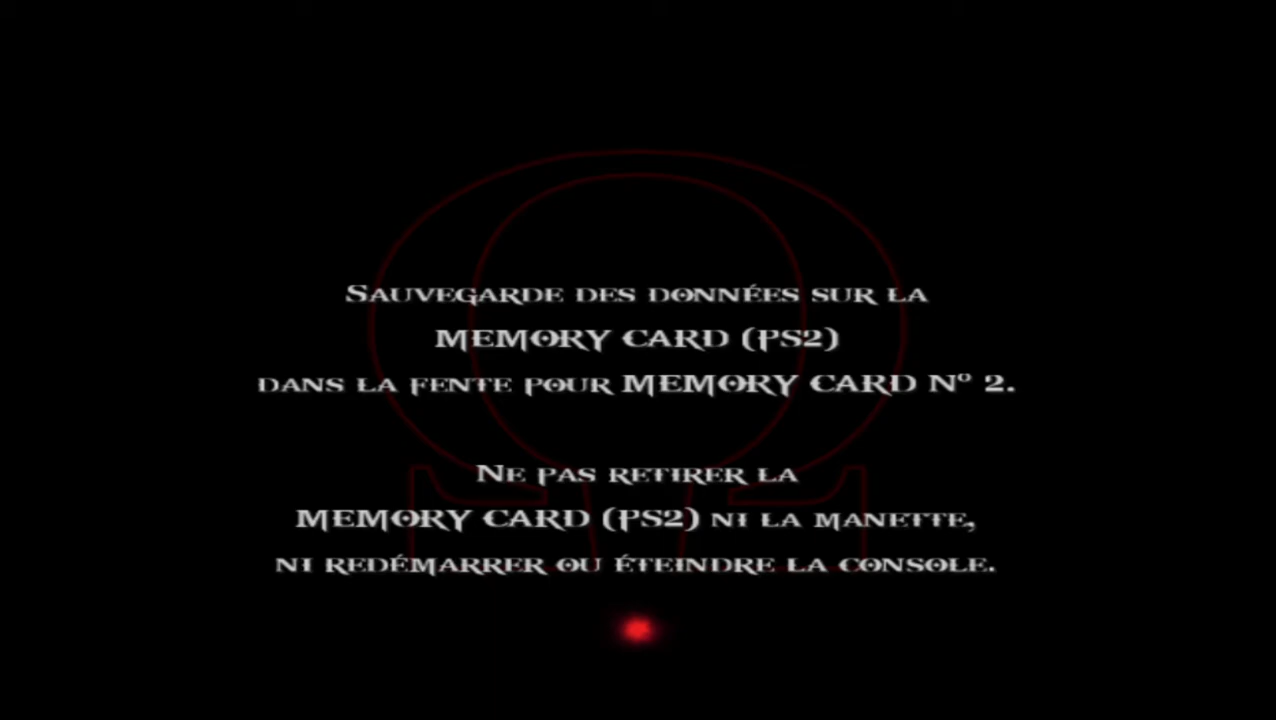 Sauvegarde des données sur la
MEMORY CARD (PS2)
dans la fente pour MEMORY CARD Nº 2.
Ne pas retirer la
MEMORY CARD (PS2) ni la manette,
ni redémarrer ou éteindre la console.